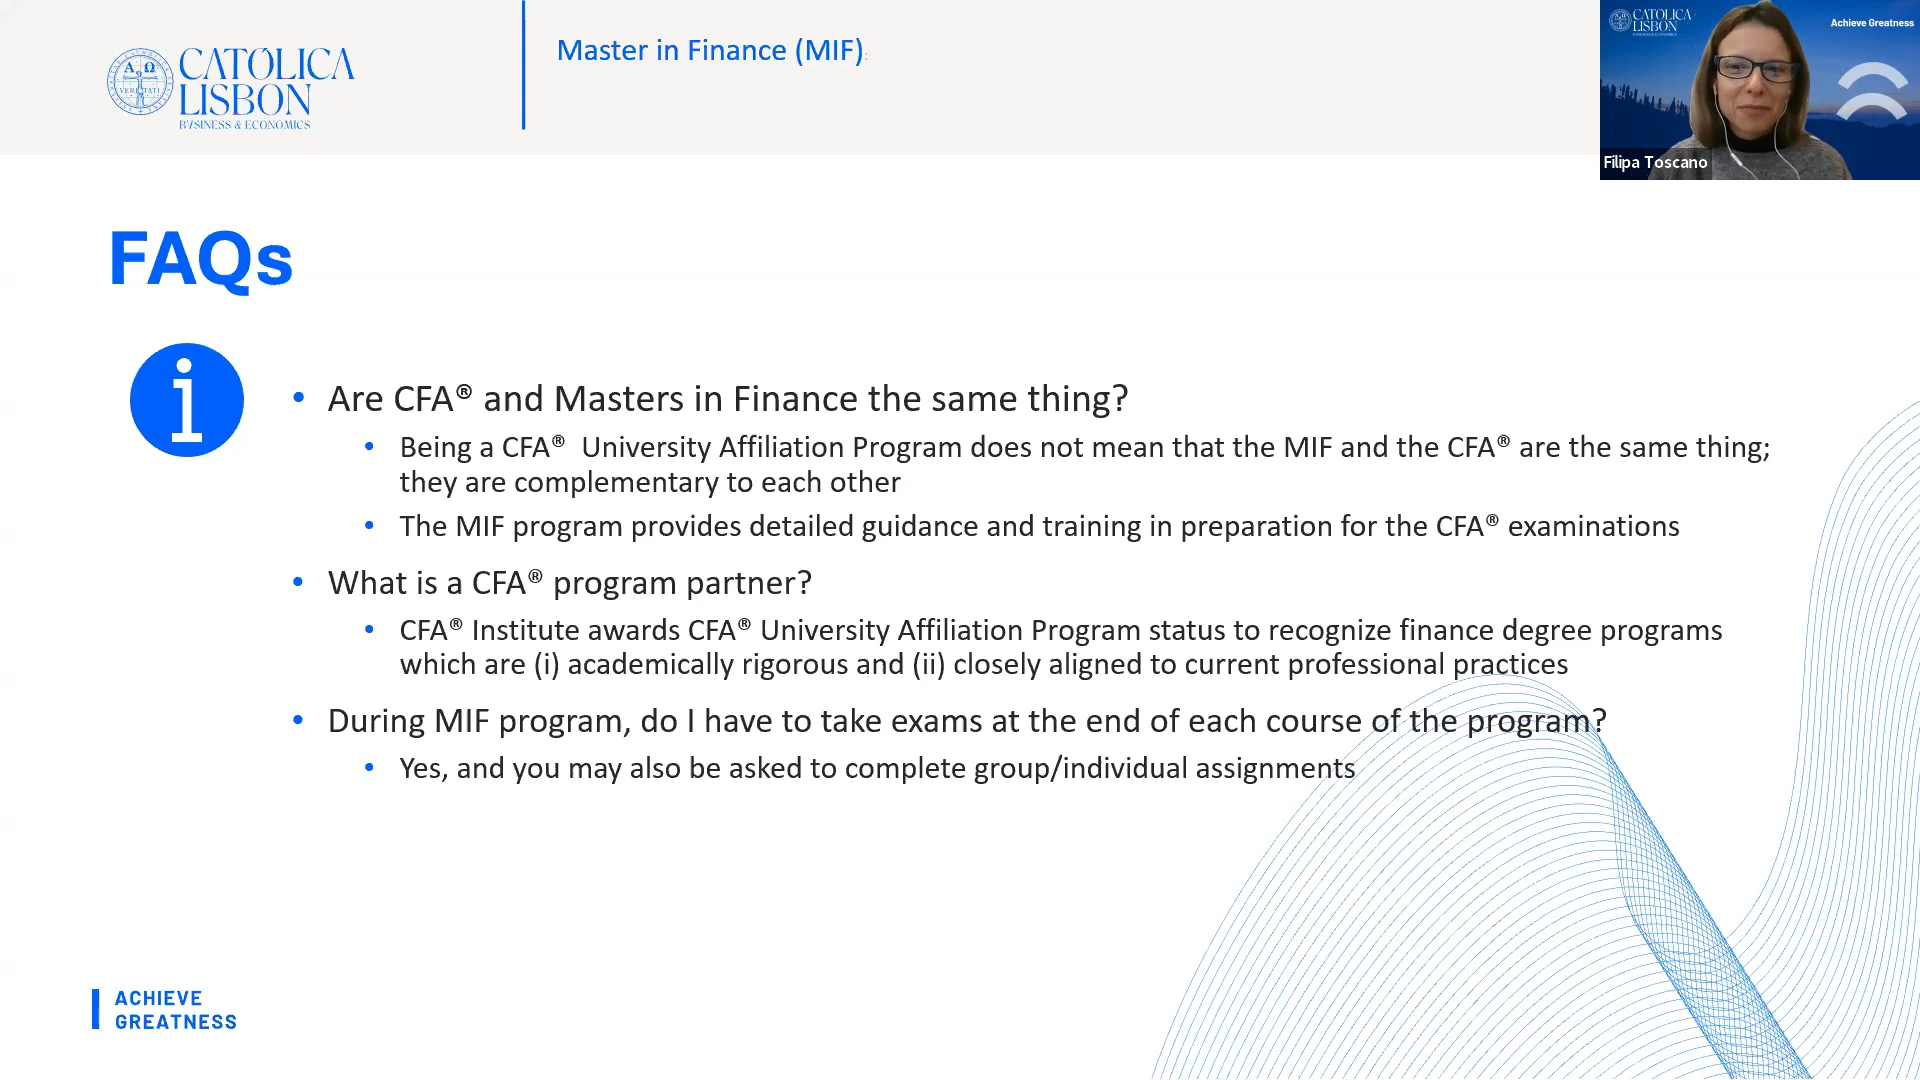 CATÓLICA
LISBON
BUSINESS & ECONOMICS
Α Ω
VERITATI
Master in Finance (MIF)
CATÓLICA
LISBON
BUSINESS & ECONOMICS
Achieve Greatness
Filipa Toscano
FAQs
i
• Are CFA® and Masters in Finance the same thing?
• Being a CFA® University Affiliation Program does not mean that the MIF and the CFA® are the same thing;
they are complementary to each other
• The MIF program provides detailed guidance and training in preparation for the CFA® examinations
• What is a CFA® program partner?
• CFA® Institute awards CFA® University Affiliation Program status to recognize finance degree programs
which are (i) academically rigorous and (ii) closely aligned to current professional practices
• During MIF program, do I have to take exams at the end of each course of the program?
• Yes, and you may also be asked to complete group/individual assignments
ACHIEVE
GREATNESS